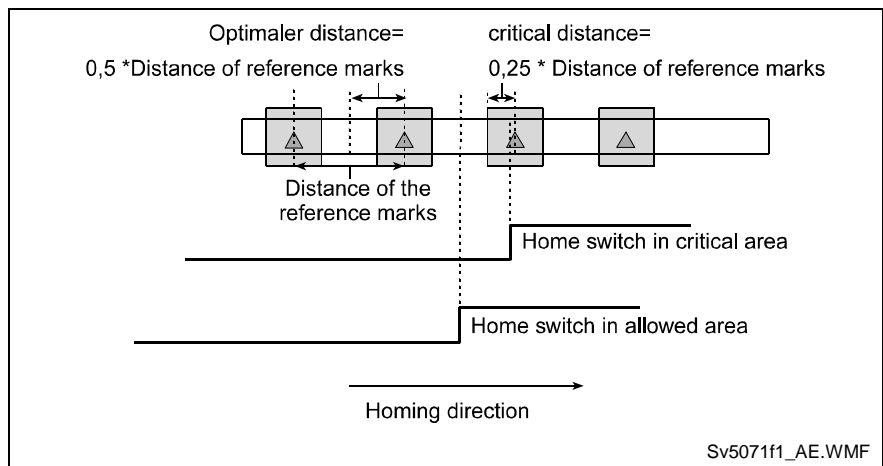 Optimaler distance=
0,5 *Distance of reference marks
critical distance=
0,25 * Distance of reference marks
Distance of the
reference marks
Home switch in critical area
Home switch in allowed area
Homing direction
Sv5071f1_AE.WMF